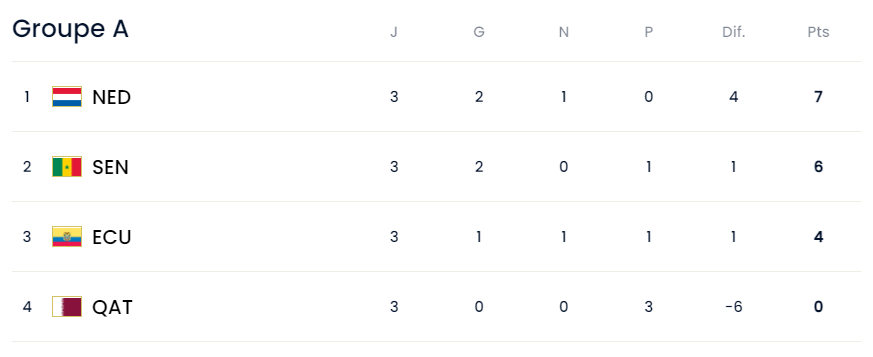 Groupe A J G N P Dif. Pts
1 NED 3 2 1 0 4 7
2 SEN 3 2 0 1 1 6
3 ECU 3 1 1 1 1 4
4 QAT 3 0 0 3 -6 0